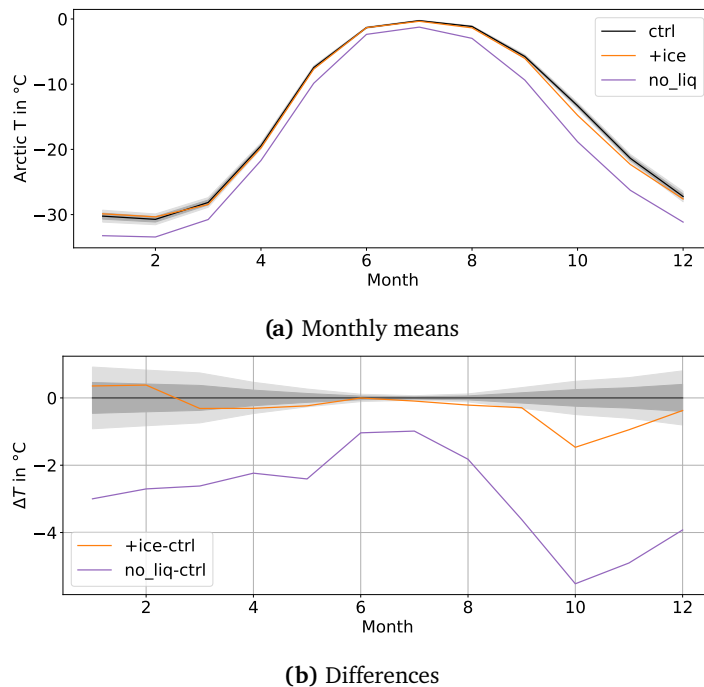 0
−10
−20
−30
Arctic T in °C
ctrl
+ice
no_liq
2 4 6 8 10 12
Month
(a) Monthly means
0
−2
−4
ΔT in °C
+ice-ctrl
no_liq-ctrl
2 4 6 8 10 12
Month
(b) Differences